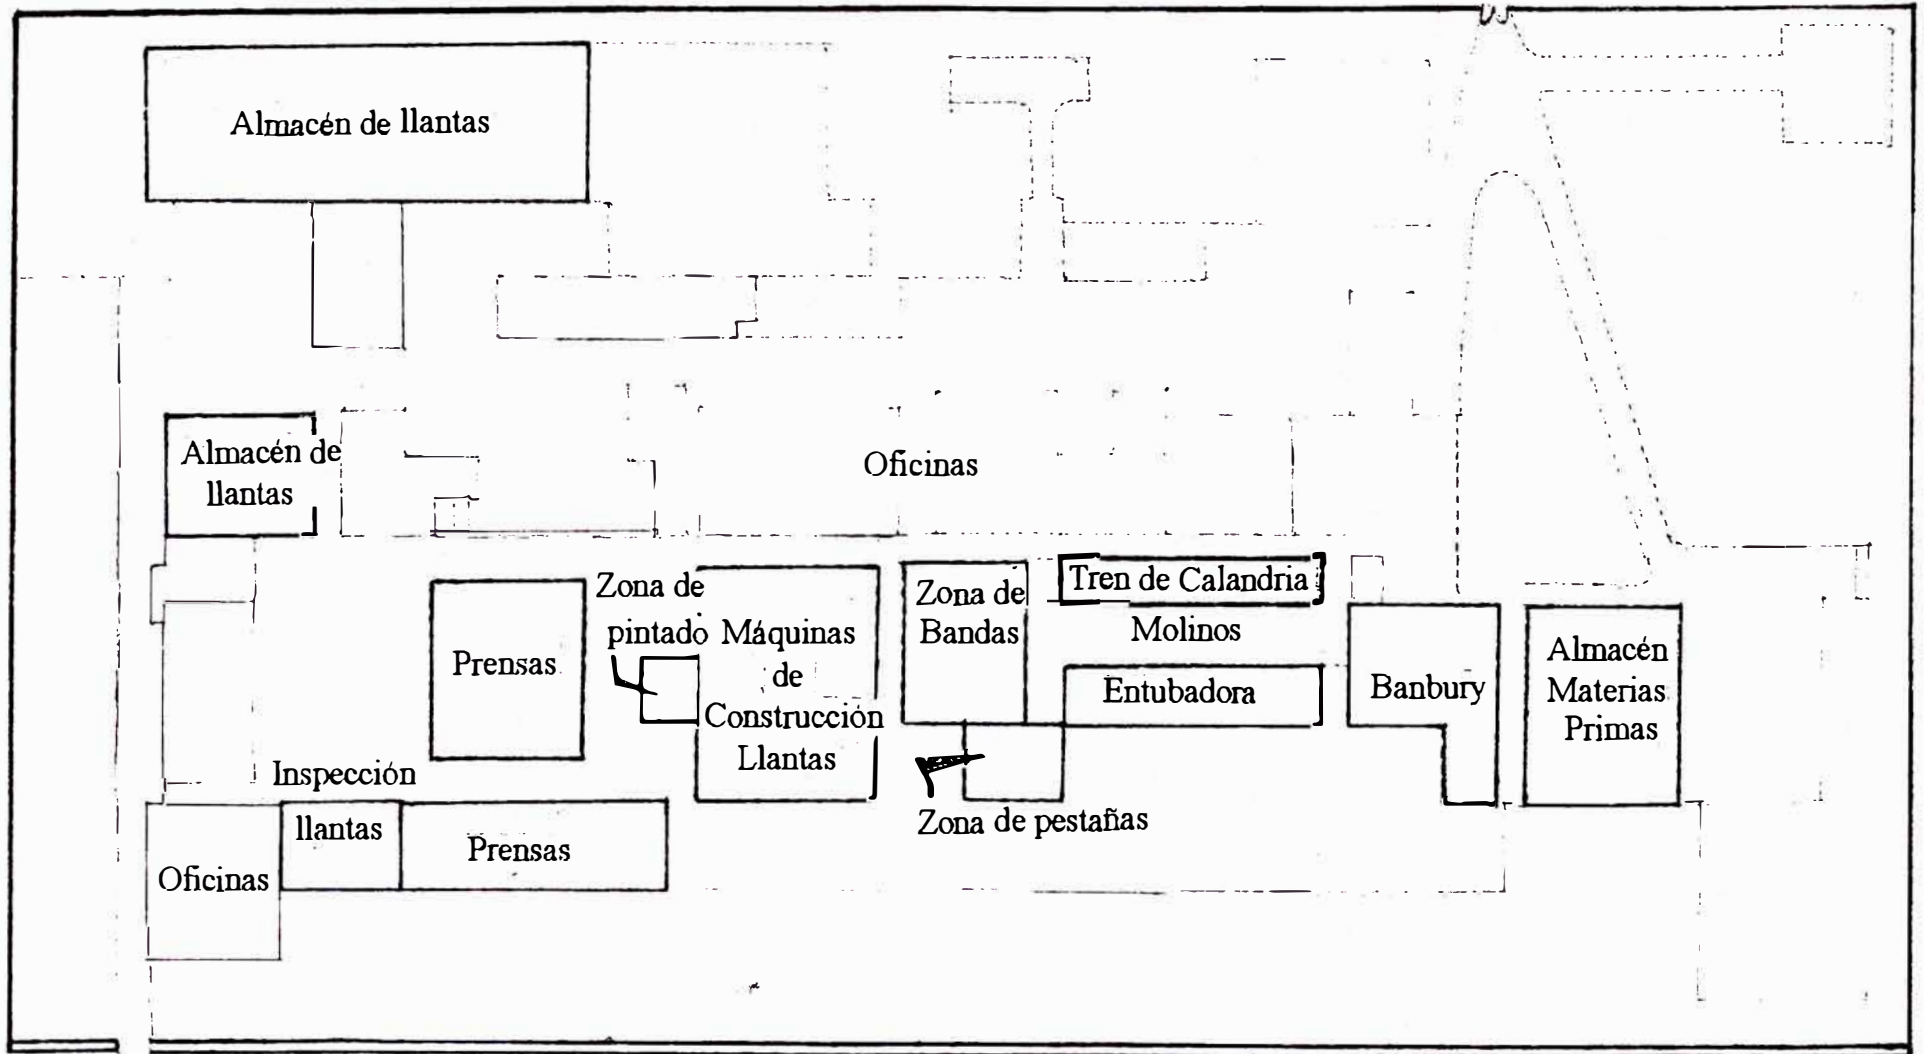 Almacén de llantas
Almacén de
llantas
Oficinas
Zona de
pintado
Prensas
Máquinas
de
Construcción
Llantas
Zona de
Bandas
Tren de Calandria
Molinos
Entubadora
Banbury
Almacén
Materias
Primas
Zona de pestañas
Inspección
llantas
Prensas
Oficinas